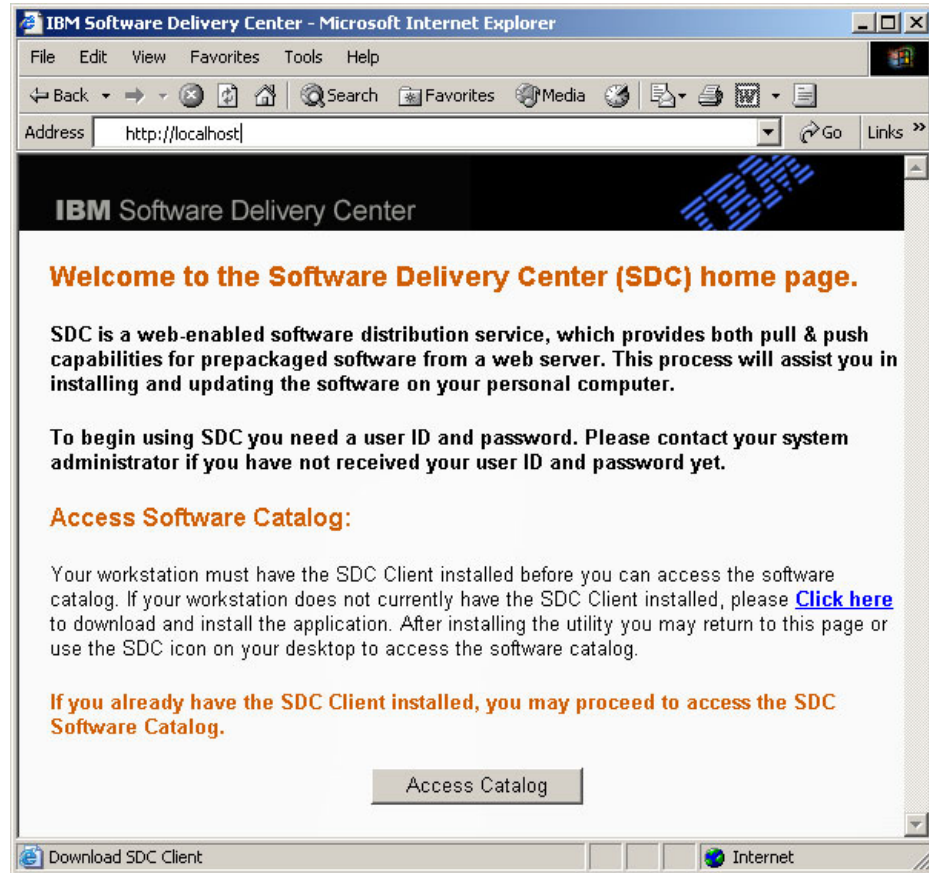 IBM Software Delivery Center - Microsoft Internet Explorer
File Edit View Favorites Tools Help
Back Search Favorites Media
Address http://localhost Go Links »
IBM Software Delivery Center IBM
Welcome to the Software Delivery Center (SDC) home page.
SDC is a web-enabled software distribution service, which provides both pull & push
capabilities for prepackaged software from a web server. This process will assist you in
installing and updating the software on your personal computer.
To begin using SDC you need a user ID and password. Please contact your system
administrator if you have not received your user ID and password yet.
Access Software Catalog:
Your workstation must have the SDC Client installed before you can access the software
catalog. If your workstation does not currently have the SDC Client installed, please Click here
to download and install the application. After installing the utility you may return to this page or
use the SDC icon on your desktop to access the software catalog.
If you already have the SDC Client installed, you may proceed to access the SDC
Software Catalog.
Access Catalog
Download SDC Client Internet